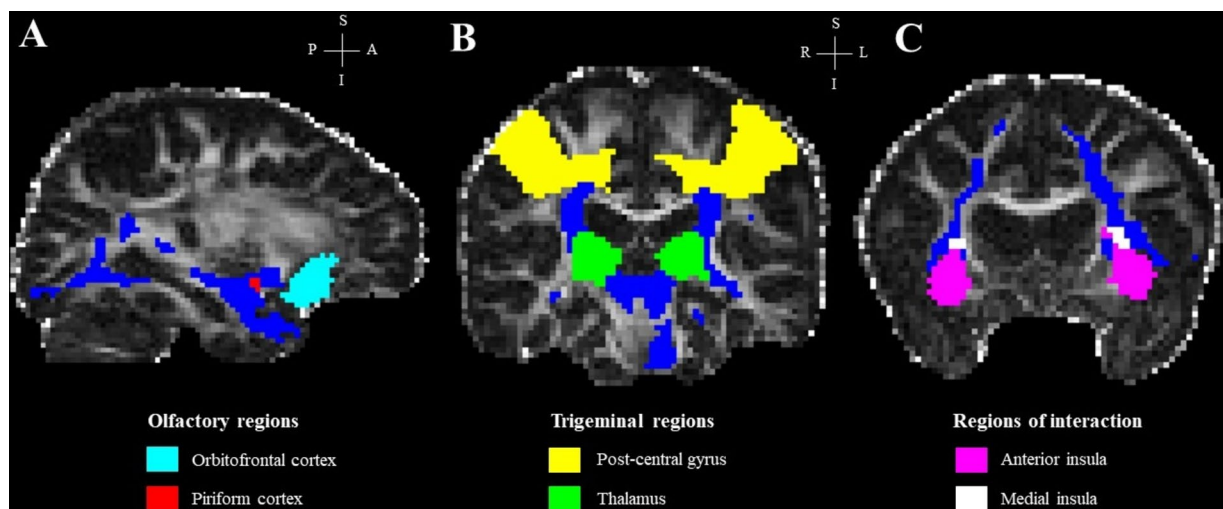 A
S
P A
I
B
S
R L
I
C
Olfactory regions
Orbitofrontal cortex
Piriform cortex
Trigeminal regions
Post-central gyrus
Thalamus
Regions of interaction
Anterior insula
Medial insula